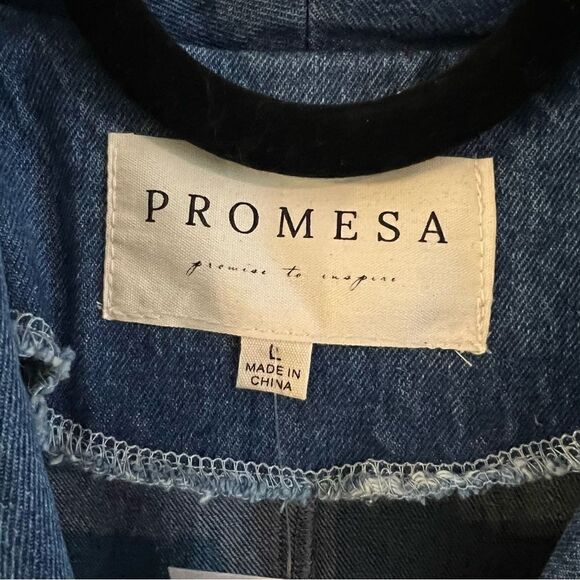 PROMESA
promise to inspire
L
MADE IN
CHINA